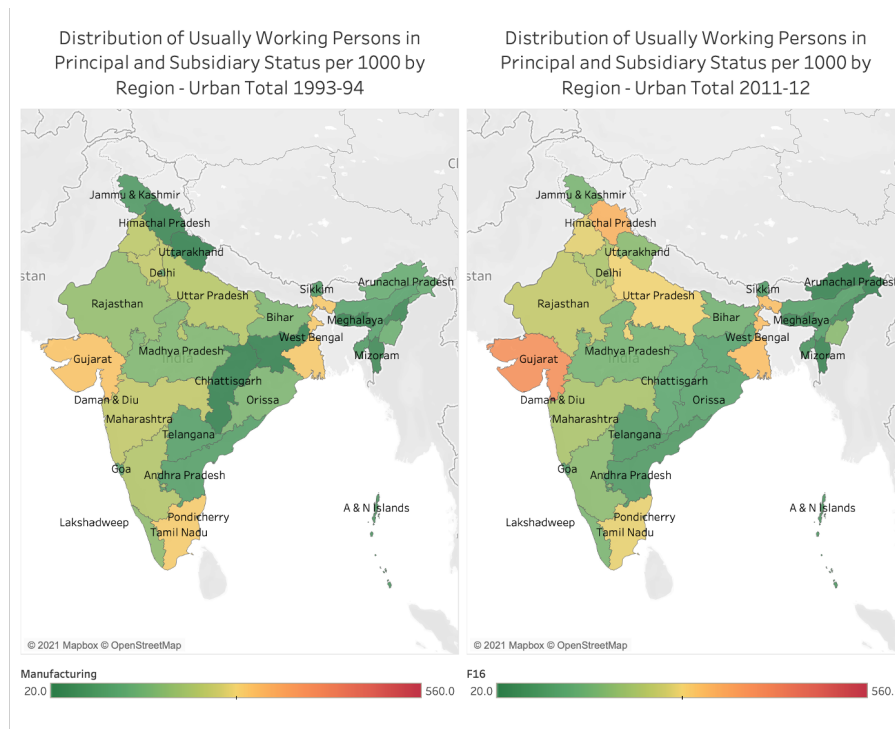 Distribution of Usually Working Persons in
Principal and Subsidiary Status per 1000 by
Region - Urban Total 1993-94
Jammu & Kashmir
Himachal Pradesh
Uttarakhand
Delhi
stan
Rajasthan
Uttar Pradesh
Sikkim
Arunachal Pradesh
Bihar
Meghalaya
Gujarat
Madhya Pradesh
India
West Bengal
Mizoram
Chhattisgarh
Daman & Diu
Orissa
Maharashtra
Telangana
Goa
Andhra Pradesh
A & N Islands
Lakshadweep
Pondicherry
Tamil Nadu
© 2021 Mapbox © OpenStreetMap
Manufacturing
20.0
560.0
Distribution of Usually Working Persons in
Principal and Subsidiary Status per 1000 by
Region - Urban Total 2011-12
Jammu & Kashmir
Himachal Pradesh
Uttarakhand
Delhi
stan
Rajasthan
Uttar Pradesh
Sikkim
Arunachal Prades
Bihar
Meghalaya
Gujarat
Madhya Pradesh
India
West Bengal
Mizoram
Chhattisgarh
Daman & Diu
Orissa
Maharashtra
Telangana
Goa
Andhra Pradesh
A & N Islands
Lakshadweep
Pondicherry
Tamil Nadu
© 2021 Mapbox © OpenStreetMap
F16
20.0
560.